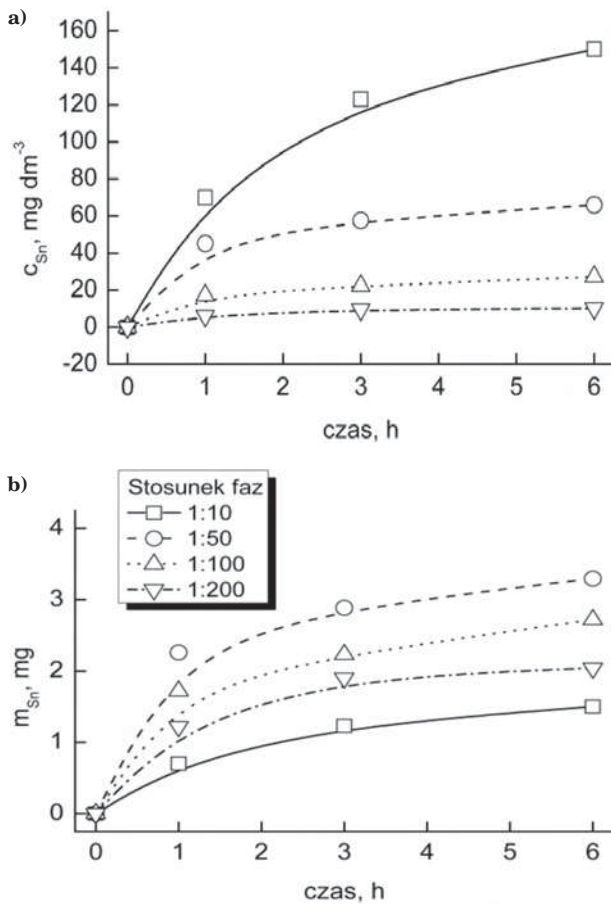 a)
160
140
120
100
80
60
40
20
0
-20
c_Sn, mg dm⁻³
0 1 2 3 4 5 6
czas, h
b)
Stosunek faz
1:10
1:50
1:100
1:200
4
3
2
1
0
m_Sn, mg
0 1 2 3 4 5 6
czas, h